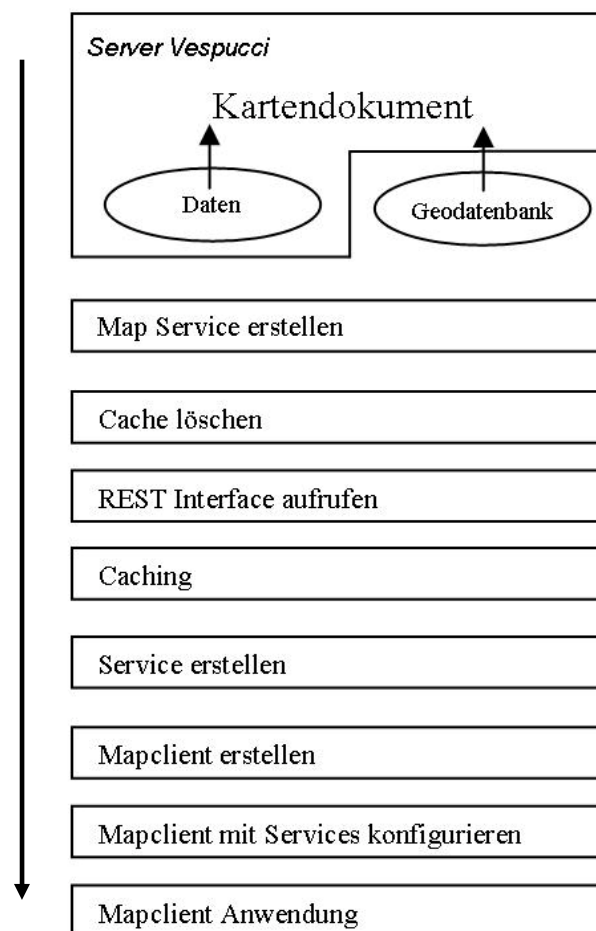 Server Vespucci
Kartendokument
Daten
Geodatenbank
Map Service erstellen
Cache löschen
REST Interface aufrufen
Caching
Service erstellen
Mapclient erstellen
Mapclient mit Services konfigurieren
Mapclient Anwendung